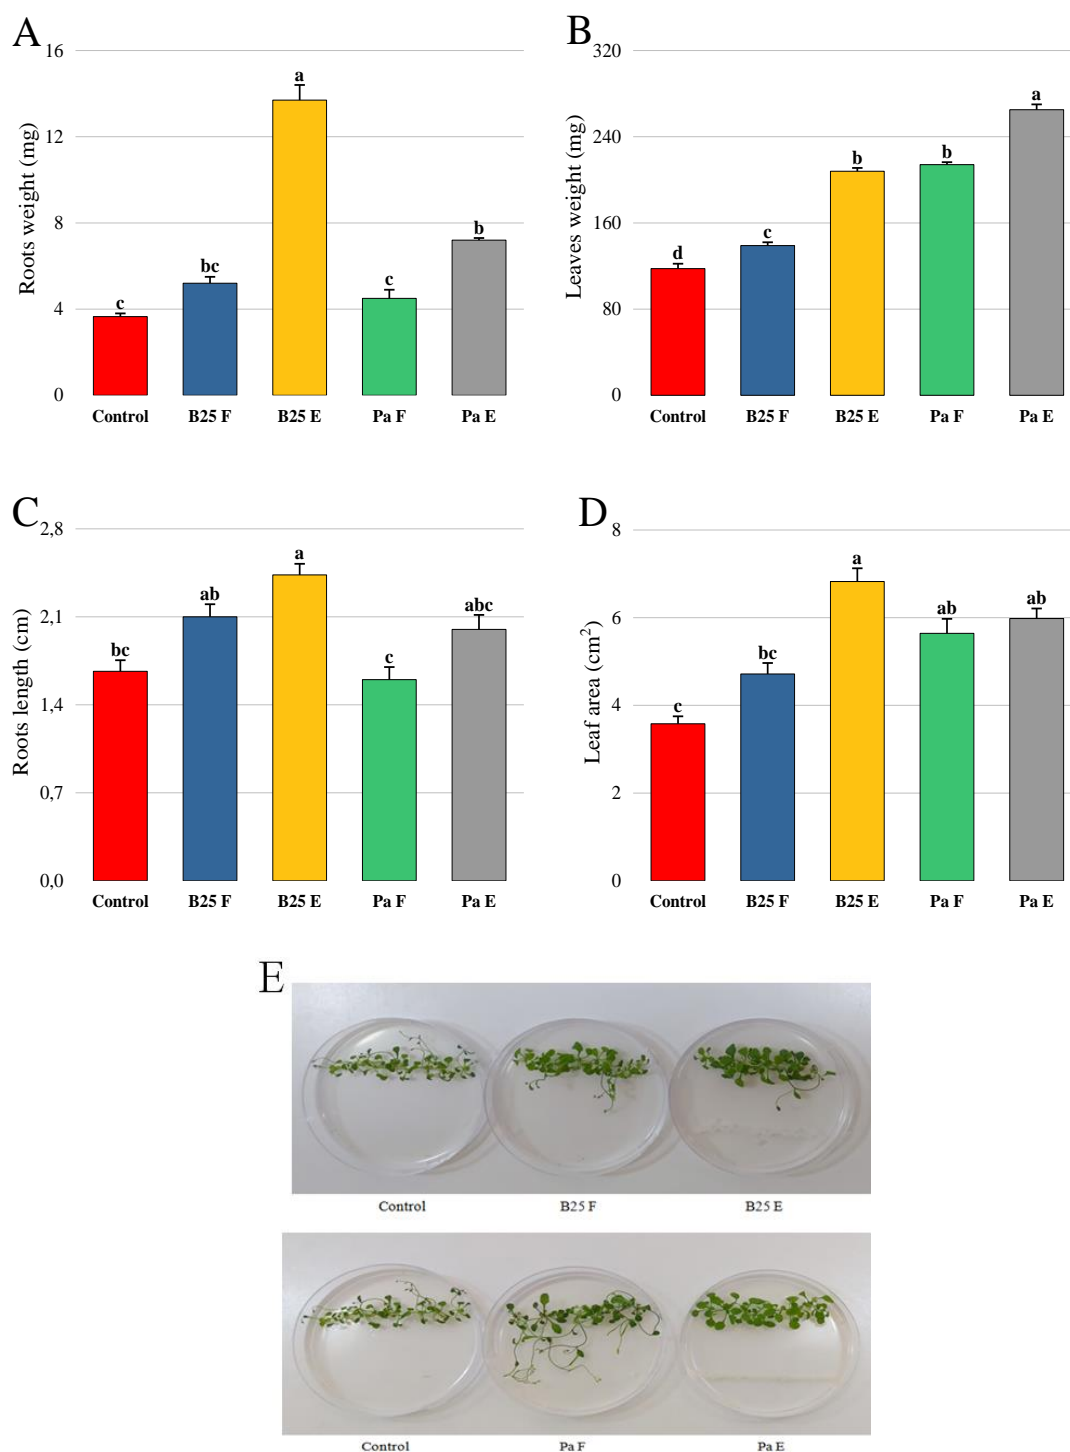 A
16
12
8
4
0
Roots weight (mg)
c
bc
a
c
b
Control B25 F B25 E Pa F Pa E
B
320
240
160
80
0
Leaves weight (mg)
d
c
b
b
a
Control B25 F B25 E Pa F Pa E
C
2,8
2,1
1,4
0,7
0,0
Roots length (cm)
bc
ab
a
c
abc
Control B25 F B25 E Pa F Pa E
D
8
6
4
2
0
Leaf area (cm²)
c
bc
a
ab
ab
Control B25 F B25 E Pa F Pa E
E
Control B25 F B25 E
Control Pa F Pa E